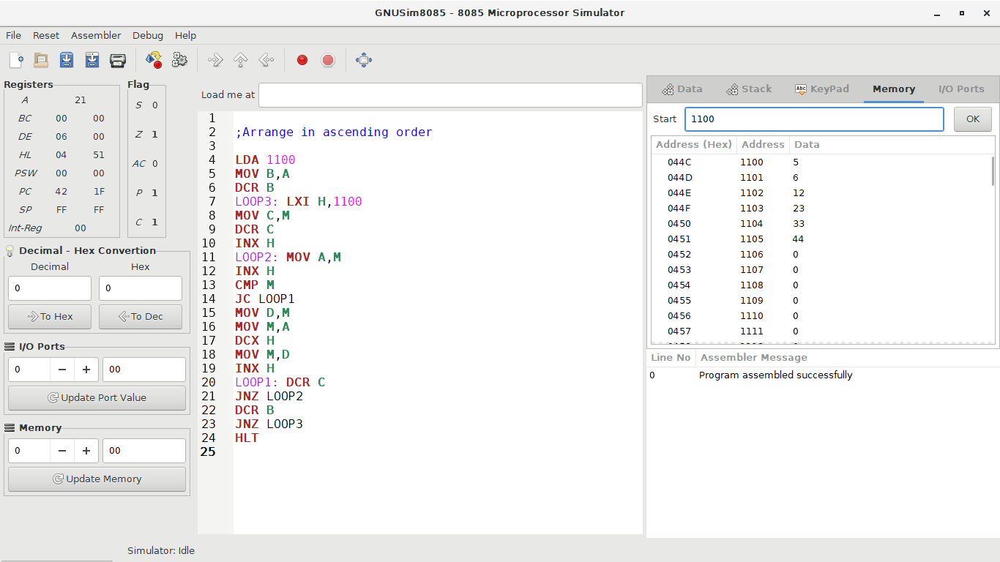 GNUSim8085 - 8085 Microprocessor Simulator
File Reset Assembler Debug Help
Registers
A 21
BC 00 00
DE 06 00
HL 04 51
PSW 00 00
PC 42 1F
SP FF FF
Int-Reg 00
Flag
S 0
Z 1
AC 0
P 1
C 1
Decimal - Hex Convertion
Decimal Hex
0 0
To Hex To Dec
I/O Ports
0 00
Update Port Value
Memory
0 00
Update Memory
Load me at
1
2 ;Arrange in ascending order
3
4 LDA 1100
5 MOV B,A
6 DCR B
7 LOOP3: LXI H,1100
8 MOV C,M
9 DCR C
10 INX H
11 LOOP2: MOV A,M
12 INX H
13 CMP M
14 JC LOOP1
15 MOV D,M
16 MOV M,A
17 DCX H
18 MOV M,D
19 INX H
20 LOOP1: DCR C
21 JNZ LOOP2
22 DCR B
23 JNZ LOOP3
24 HLT
25
Data Stack Abc KeyPad Memory I/O Ports
Start 1100 OK
Address (Hex) Address Data
044C 1100 5
044D 1101 6
044E 1102 12
044F 1103 23
0450 1104 33
0451 1105 44
0452 1106 0
0453 1107 0
0454 1108 0
0455 1109 0
0456 1110 0
0457 1111 0
Line No Assembler Message
0 Program assembled successfully
Simulator: Idle